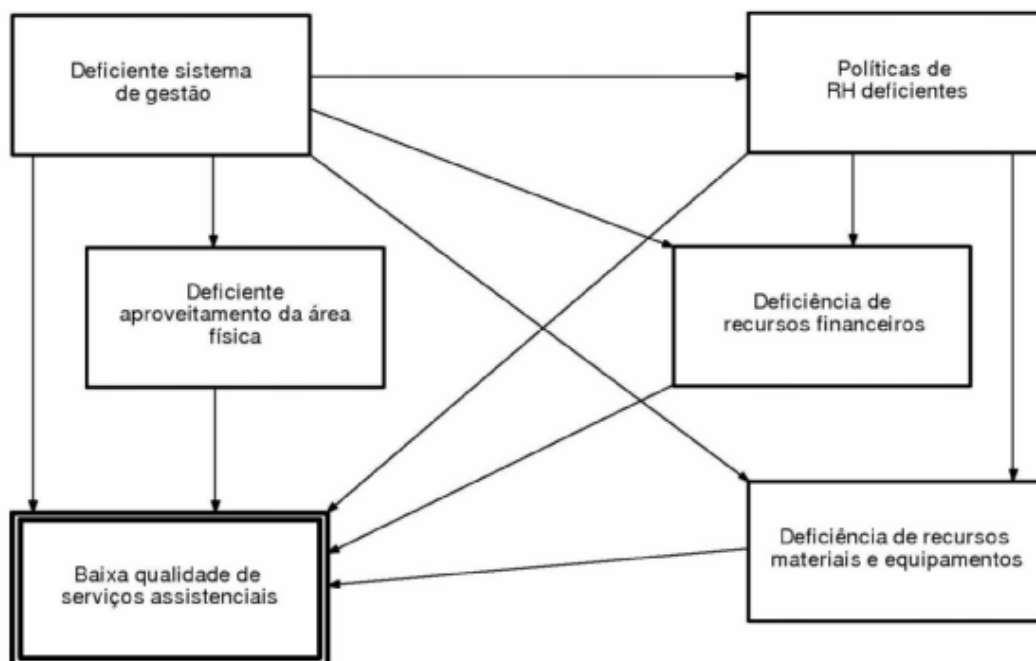 Deficiente sistema
de gestão
Políticas de
RH deficientes
Deficiente
aproveitamento da área
física
Deficiência de
recursos financeiros
Baixa qualidade de
serviços assistenciais
Deficiência de recursos
materiais e equipamentos